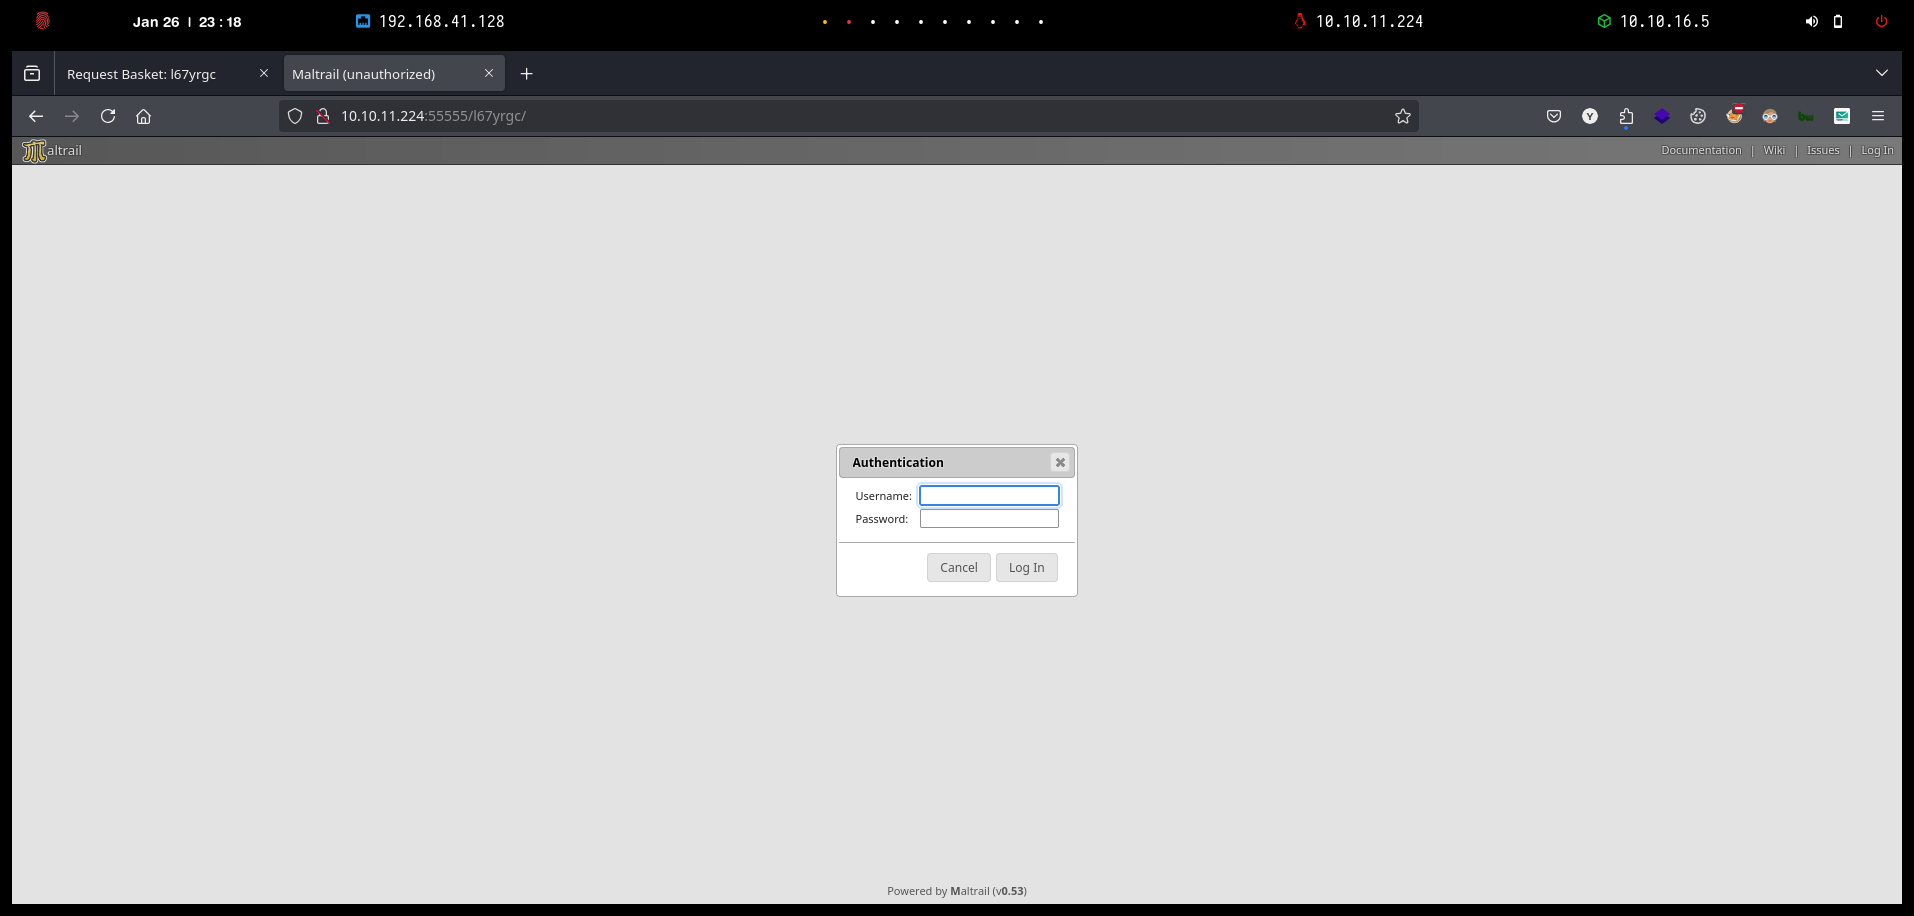 Jan 26 | 23 : 18 192.168.41.128 10.10.11.224 10.10.16.5
Request Basket: l67yrgc Maltrail (unauthorized)
10.10.11.224:55555/l67yrgc/
altrail Documentation | Wiki | Issues | Log In
Authentication
Username:
Password:
Cancel Log In
Powered by Maltrail (v0.53)